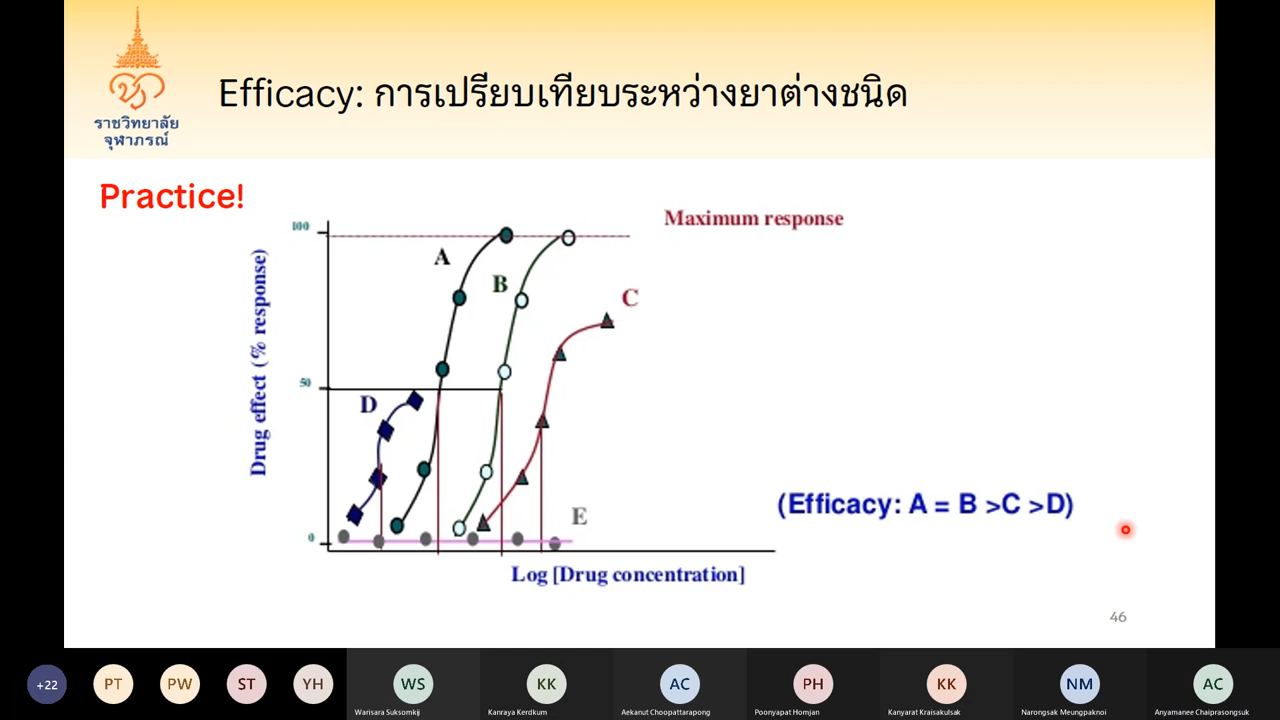 ราชวิทยาลัย
จุฬาภรณ์
Efficacy: การเปรียบเทียบระหว่างยาต่างชนิด
Practice!
Maximum response
100
A
B
C
Drug effect (% response)
50
D
E
0
(Efficacy: A = B >C >D)
Log [Drug concentration]
46
+22
PT
PW
ST
YH
WS
KK
AC
PH
KK
NM
AC
Warisara Suksomkij
Kanraya Kerdkum
Aekanut Choopattarapong
Poonyapat Homjan
Kanyarat Kraisakulsak
Narongsak Meungpaknoi
Anyamanee Chaiprasongsuk